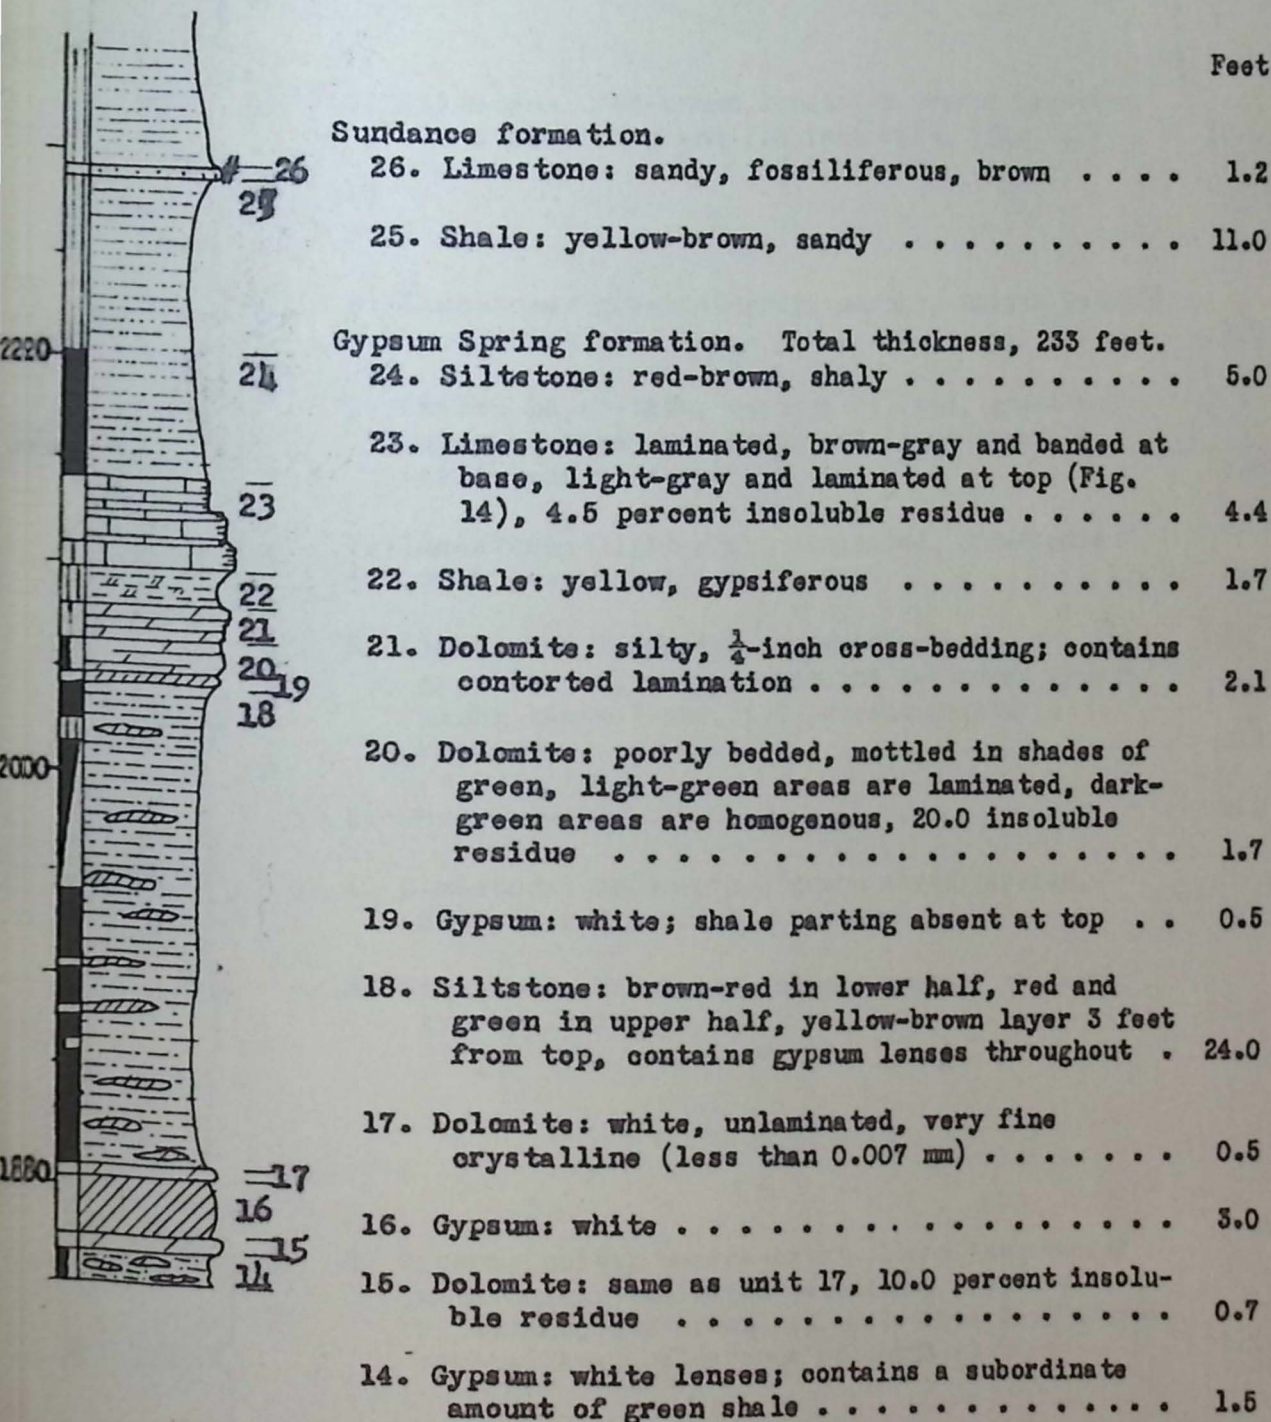 Feet
Sundance formation.
26. Limestone: sandy, fossiliferous, brown . . . . 1.2
25. Shale: yellow-brown, sandy . . . . . . . . . . 11.0
Gypsum Spring formation. Total thickness, 233 feet.
24. Siltstone: red-brown, shaly . . . . . . . . . . 5.0
23. Limestone: laminated, brown-gray and banded at
base, light-gray and laminated at top (Fig.
14), 4.5 percent insoluble residue . . . . . . 4.4
22. Shale: yellow, gypsiferous . . . . . . . . . . 1.7
21. Dolomite: silty, ¼-inch cross-bedding; contains
contorted lamination . . . . . . . . . . . . . 2.1
20. Dolomite: poorly bedded, mottled in shades of
green, light-green areas are laminated, dark-
green areas are homogenous, 20.0 insoluble
residue . . . . . . . . . . . . . . . . . . 1.7
19. Gypsum: white; shale parting absent at top . . 0.5
18. Siltstone: brown-red in lower half, red and
green in upper half, yellow-brown layer 3 feet
from top, contains gypsum lenses throughout . 24.0
17. Dolomite: white, unlaminated, very fine
crystalline (less than 0.007 mm) . . . . . . . 0.5
16. Gypsum: white . . . . . . . . . . . . . . . . . 3.0
15. Dolomite: same as unit 17, 10.0 percent insolu-
ble residue . . . . . . . . . . . . . . . . 0.7
14. Gypsum: white lenses; contains a subordinate
amount of green shale . . . . . . . . . . . . . 1.5
26
25
2220
24
23
22
21
20
19
18
2000
1880
17
16
15
14